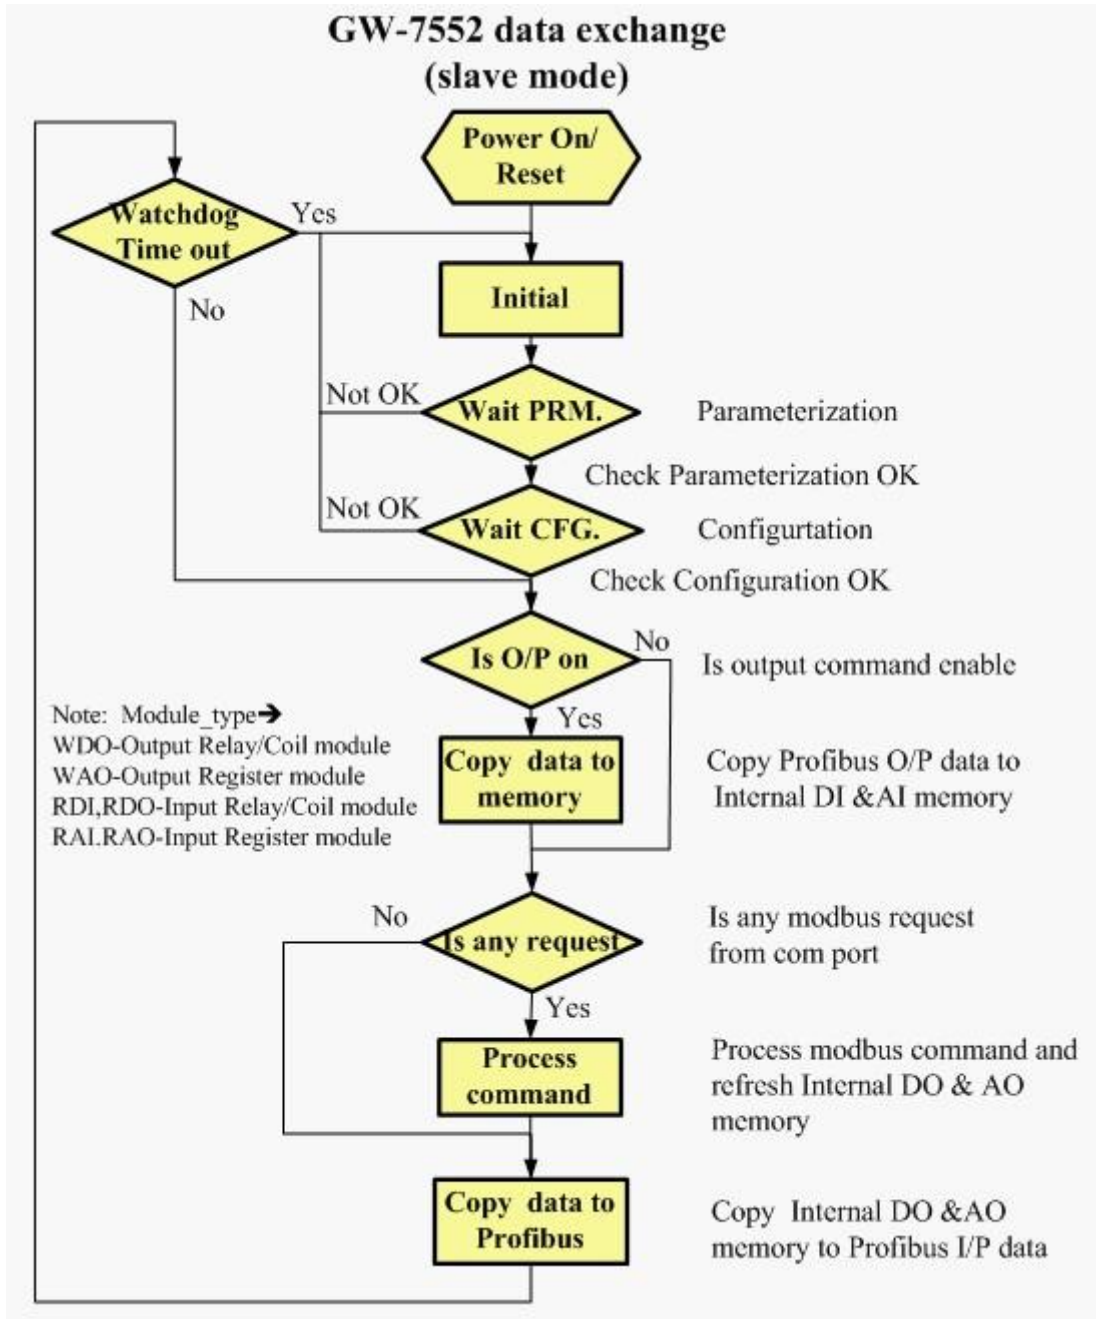 GW-7552 data exchange
(slave mode)
Power On/
Reset
Watchdog
Time out
Yes
No
Initial
Not OK
Wait PRM.
Parameterization
Check Parameterization OK
Not OK
Wait CFG.
Configurtation
Check Configuration OK
Is O/P on
No
Is output command enable
Yes
Note:  Module_type➔
WDO-Output Relay/Coil module
WAO-Output Register module
RDI,RDO-Input Relay/Coil module
RAI.RAO-Input Register module
Copy  data to
memory
Copy Profibus O/P data to
Internal DI &AI memory
No
Is any request
Is any modbus request
from com port
Yes
Process
command
Process modbus command and
refresh Internal DO & AO
memory
Copy  data to
Profibus
Copy  Internal DO &AO
memory to Profibus I/P data